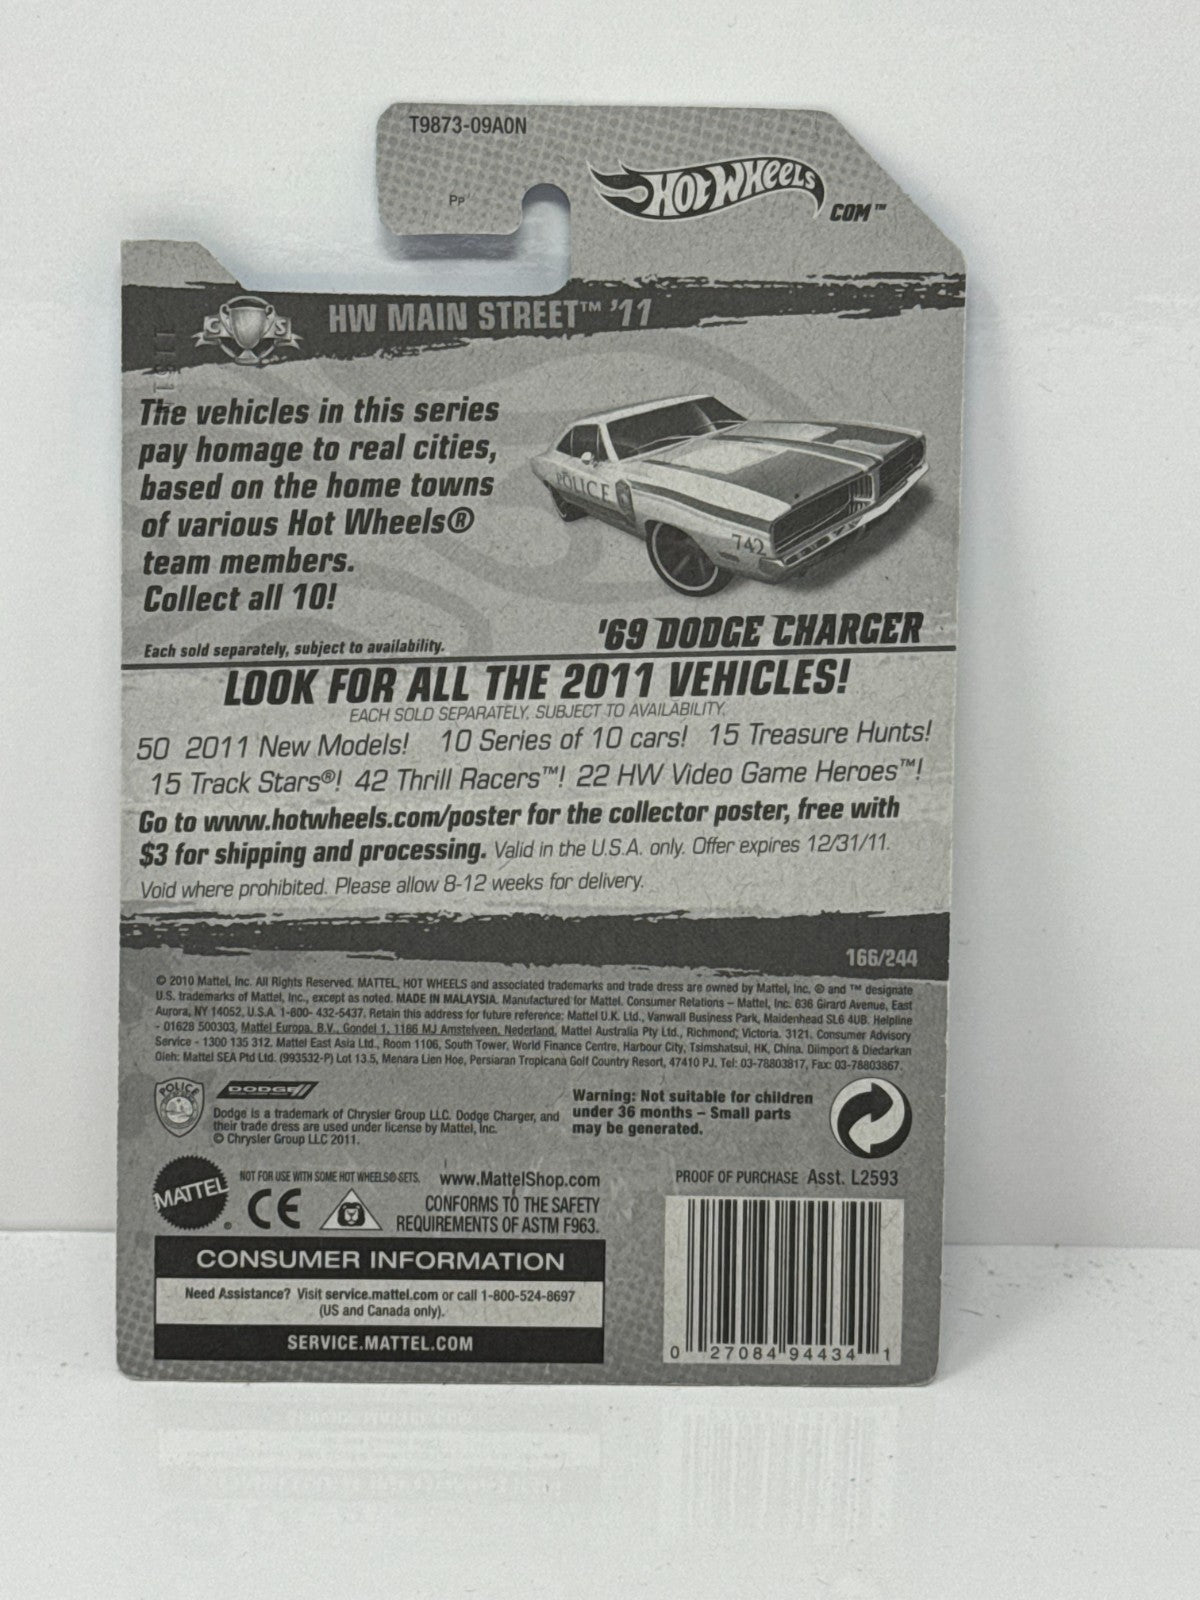 T9873-09A0N
PP
HOT WHEELS
COM™
HW MAIN STREET™ '11
C S
The vehicles in this series
pay homage to real cities,
based on the home towns
of various Hot Wheels®
team members.
Collect all 10!
Each sold separately, subject to availability.
POLICE
742
'69 DODGE CHARGER
LOOK FOR ALL THE 2011 VEHICLES!
EACH SOLD SEPARATELY, SUBJECT TO AVAILABILITY.
50 2011 New Models! 10 Series of 10 cars! 15 Treasure Hunts!
15 Track Stars®! 42 Thrill Racers™! 22 HW Video Game Heroes™!
Go to www.hotwheels.com/poster for the collector poster, free with
$3 for shipping and processing. Valid in the U.S.A. only. Offer expires 12/31/11.
Void where prohibited. Please allow 8-12 weeks for delivery.
166/244
© 2010 Mattel, Inc. All Rights Reserved. MATTEL, HOT WHEELS and associated trademarks and trade dress are owned by Mattel, Inc. ® and ™ designate
U.S. trademarks of Mattel, Inc., except as noted. MADE IN MALAYSIA. Manufactured for Mattel. Consumer Relations – Mattel, Inc. 636 Girard Avenue, East
Aurora, NY 14052, U.S.A. 1-800- 432-5437. Retain this address for future reference: Mattel U.K. Ltd., Vanwall Business Park, Maidenhead SL6 4UB. Helpline
- 01628 500303, Mattel Europa, B.V., Gondel 1, 1186 MJ Amstelveen, Nederland. Mattel Australia Pty Ltd., Richmond, Victoria. 3121. Consumer Advisory
Service - 1300 135 312. Mattel East Asia Ltd., Room 1106, South Tower, World Finance Centre, Harbour City, Tsimshatsui, HK, China. Diimport & Diedarkan
Oleh: Mattel SEA Ptd Ltd. (993532-P) Lot 13.5, Menara Lien Hoe, Persiaran Tropicana Golf Country Resort, 47410 PJ. Tel: 03-78803817, Fax: 03-78803867.
POLICE
DODGE
Dodge is a trademark of Chrysler Group LLC. Dodge Charger, and
their trade dress are used under license by Mattel, Inc.
© Chrysler Group LLC 2011.
Warning: Not suitable for children
under 36 months – Small parts
may be generated.
MATTEL
NOT FOR USE WITH SOME HOT WHEELS® SETS.
CE
www.MattelShop.com
CONFORMS TO THE SAFETY
REQUIREMENTS OF ASTM F963.
PROOF OF PURCHASE Asst. L2593
CONSUMER INFORMATION
Need Assistance? Visit service.mattel.com or call 1-800-524-8697
(US and Canada only).
SERVICE.MATTEL.COM
0 27084 94434 1